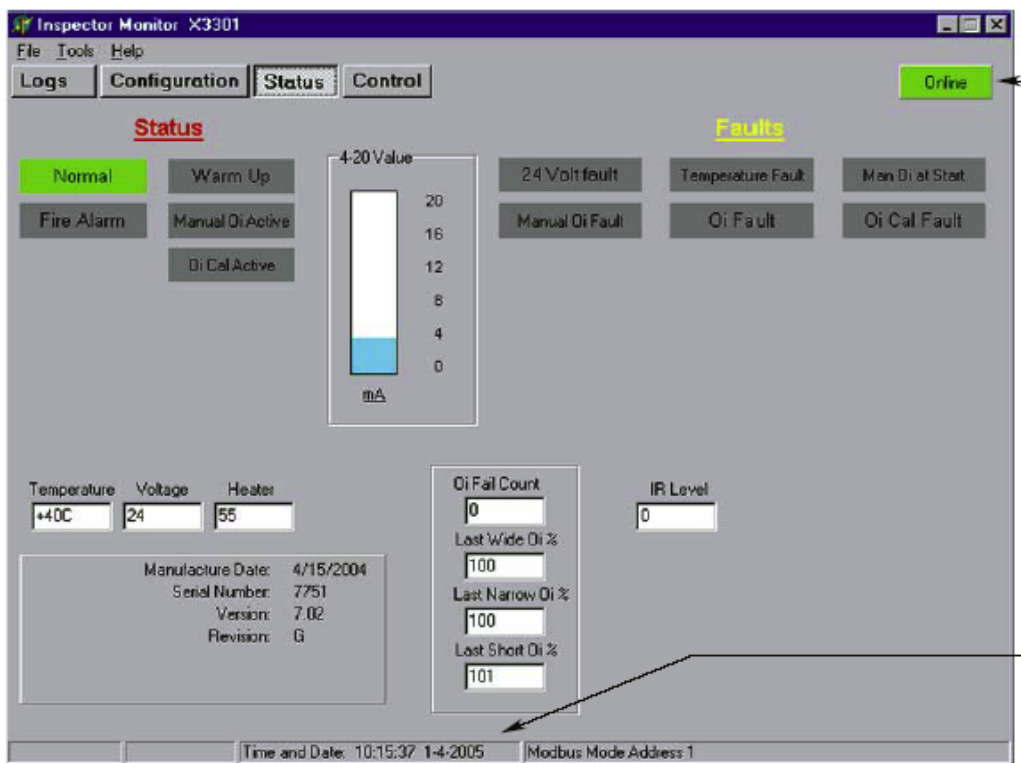 Inspector Monitor X3301
File Tools Help
Logs Configuration Status Control
Online
Status
Normal
Warm Up
Fire Alarm
Manual Oi Active
Oi Cal Active
4-20 Value
20
16
12
8
4
0
mA
Faults
24 Volt fault
Temperature Fault
Man Oi at Start
Manual Oi Fault
Oi Fault
Oi Cal Fault
Temperature Voltage Heater
+40C 24 55
Manufacture Date: 4/15/2004
Serial Number: 7751
Version: 7.02
Revision: G
Oi Fail Count
0
Last Wide Oi %
100
Last Narrow Oi %
100
Last Short Oi %
101
IR Level
0
Time and Date: 10:15:37 1-4-2005
Modbus Mode Address 1